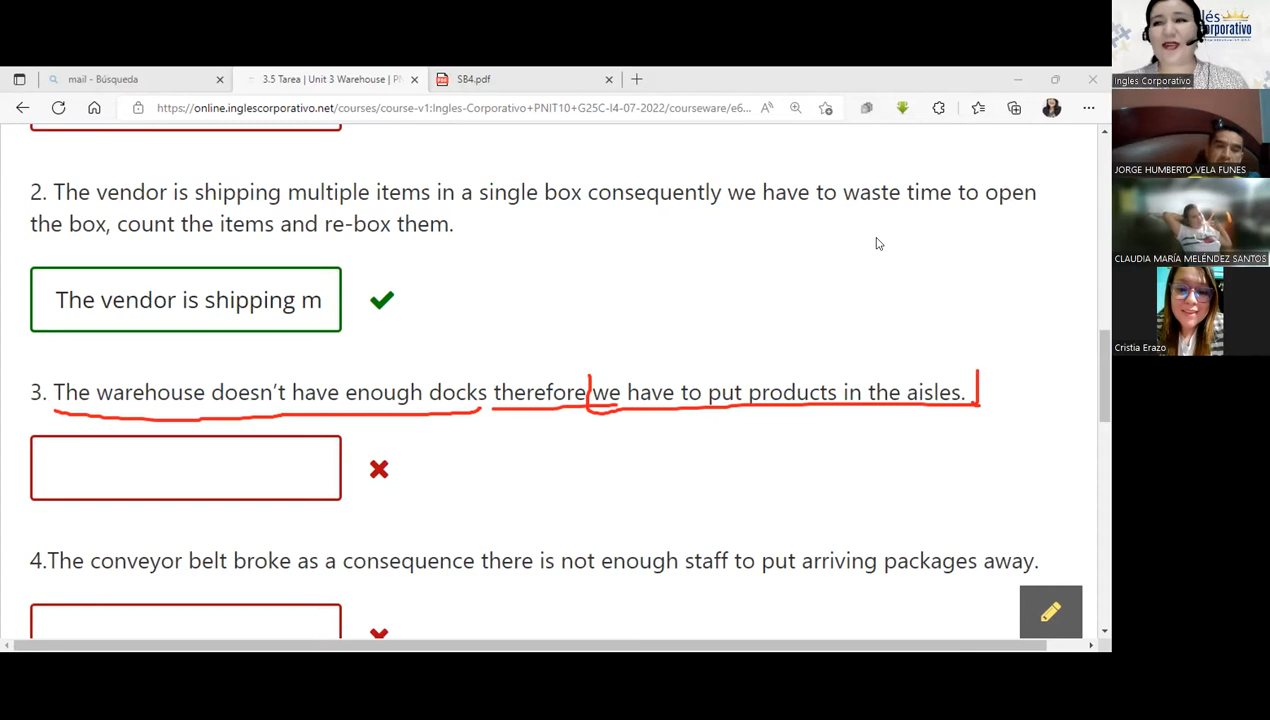 lés
Corporativo
Ingles Corporativo
mail - Búsqueda
3.5 Tarea | Unit 3 Warehouse | PN
SB4.pdf
https://online.inglescorporativo.net/courses/course-v1:Ingles-Corporativo+PNIT10+G25C-I4-07-2022/courseware/e6...
JORGE HUMBERTO VELA FUNES
2. The vendor is shipping multiple items in a single box consequently we have to waste time to open
the box, count the items and re-box them.
CLAUDIA MARÍA MELÉNDEZ SANTOS
The vendor is shipping m
Cristia Erazo
3. The warehouse doesn't have enough docks therefore we have to put products in the aisles.
4.The conveyor belt broke as a consequence there is not enough staff to put arriving packages away.